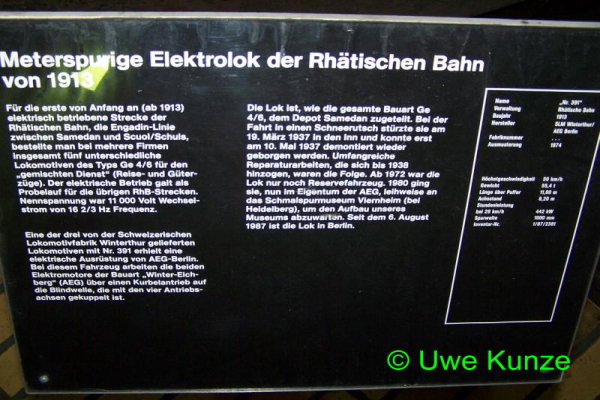 Meterspurige Elektrolok der Rhätischen Bahn
von 1913
Für die erste von Anfang an (ab 1913)
elektrisch betriebene Strecke der
Rhätischen Bahn, die Engadin-Linie
zwischen Samedan und Scuol/Schuls,
bestellte man bei mehrere Firmen
insgesamt fünf unterschiedliche
Lokomotiven des Typs Ge 4/6 für den
„gemischten Dienst" (Reise- und Güter-
züge). Der elektrische Betrieb galt als
Probelauf für die übrigen RhB-Strecken.
Nennspannung war 11 000 Volt Wechsel-
strom von 16 2/3 Hz Frequenz.
Eine der drei von der Schweizerischen
Lokomotivfabrik Winterthur gelieferten
Lokomotiven mit Nr. 391 erhielt eine
elektrische Ausrüstung von AEG-Berlin.
Bei diesem Fahrzeug arbeiten die beiden
Elektromotore der Bauart „Winter-Eich-
berg" (AEG) über einen Kurbelantrieb auf
die Blindwelle, die mit den vier Antriebs-
achsen gekuppelt ist.
Die Lok ist, wie die gesamte Bauart Ge
4/6, dem Depot Samedan zugeteilt. Bei der
Fahrt in einen Schneerutsch stürzte sie am
19. März 1937 in den Inn und konnte erst
am 10. Mai 1937 demontiert wieder
geborgen werden. Umfangreiche
Reparaturarbeiten, die sich bis 1938
hinzogen, waren die Folge. Ab 1972 war die
Lok nur noch Reservefahrzeug. 1980 ging
sie, nun im Eigentum der AEG, leihweise an
das Schmalspurmuseum Viernheim (bei
Heidelberg), um den Aufbau unseres
Museums abzuwarten. Seit dem 6. August
1987 ist die Lok in Berlin.
Name „Nr. 391"
Verwaltung Rhätische Bahn
Baujahr 1913
Hersteller SLM Winterthur/
AEG Berlin
Fabriknummer ...
Ausmusterung 1974
Höchstgeschwindigkeit 50 km/h
Gewicht 55,4 t
Länge über Puffer
Achsstand
Stundenleistung
bei 29 km/h 442 kW
Spurweite 1000 mm
Inventar-Nr.
© Uwe Kunze